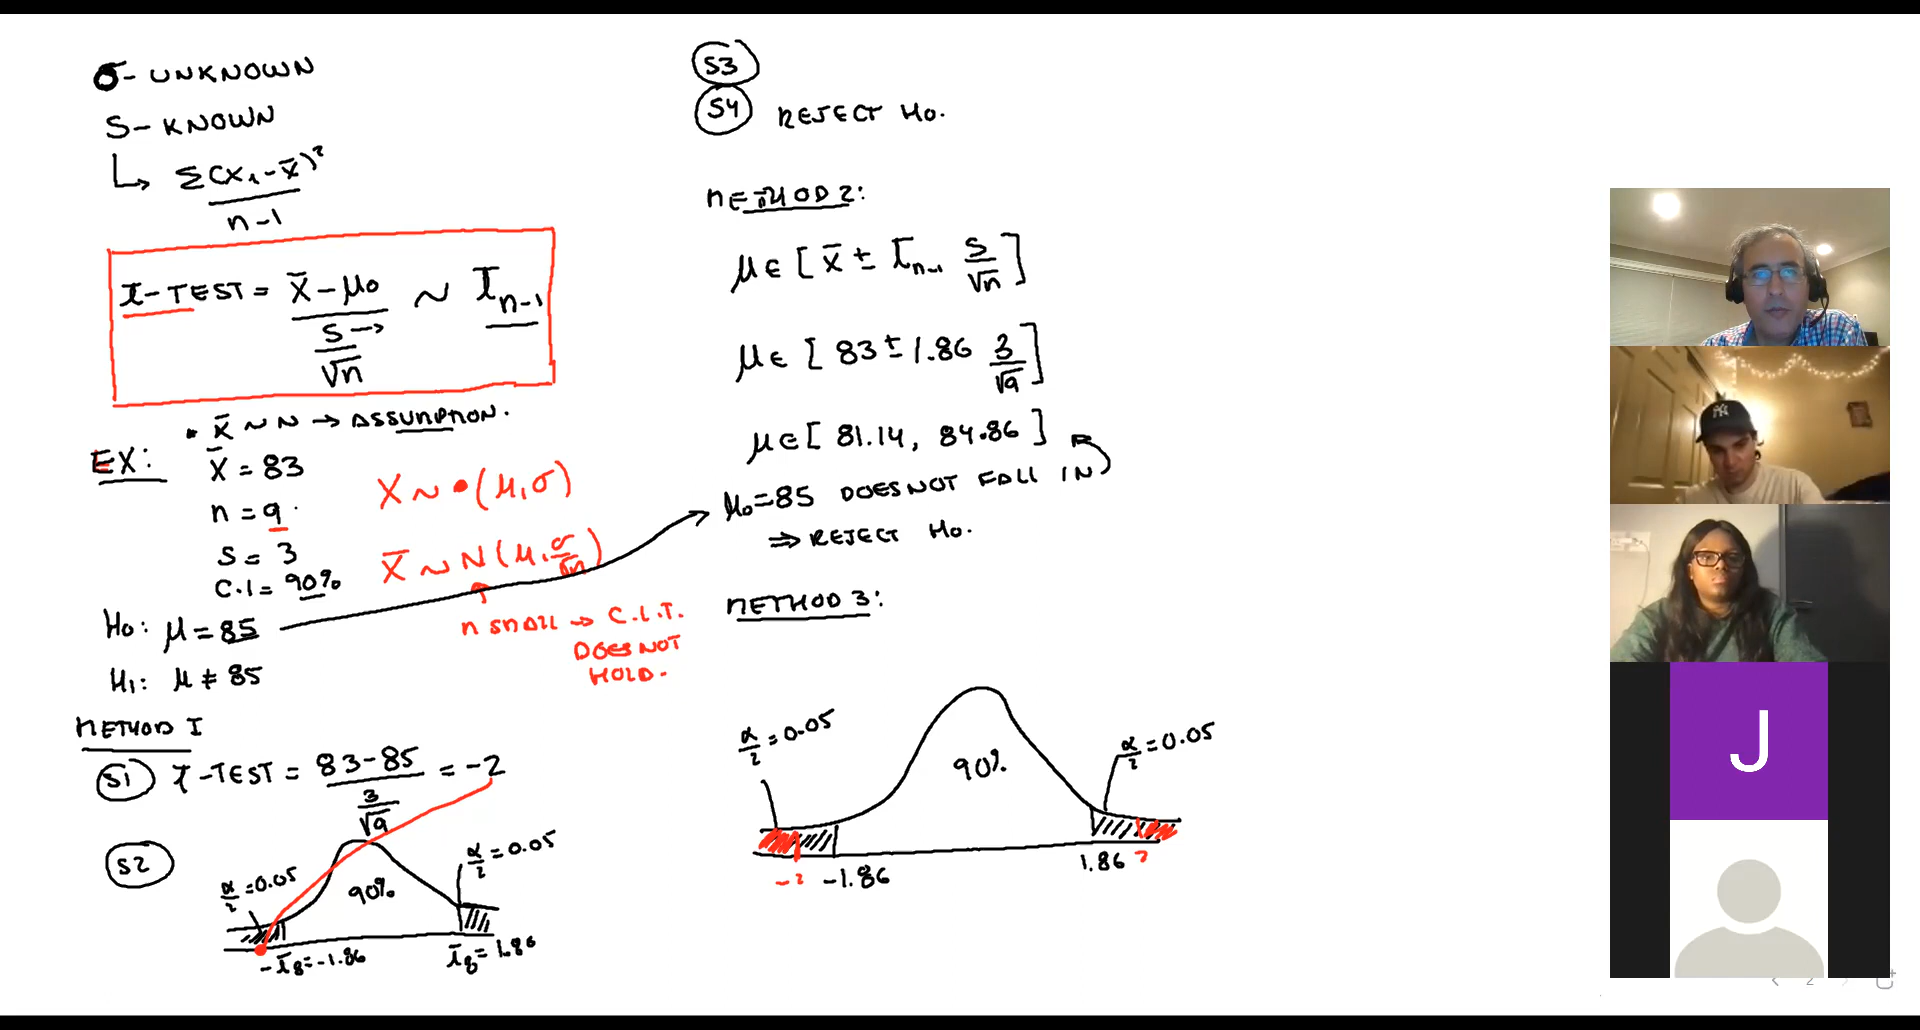 σ- UNKNOWN
S- KNOWN
↳ Σ(Xi-X̄)²
n-1
T-TEST = X̄-μ0 ~ Tn-1
S →
√n
• X̄ ~ N → ASSUMPTION.
EX:
X̄ = 83
n = 9
S = 3
C.I = 90%
X ~ •(μ,σ)
X̄ ~ N(μ,σ/√n)
n SMALL → C.L.T.
DOES NOT
HOLD.
H0: μ = 85
H1: μ ≠ 85
METHOD I
S1 T-TEST = 83-85 = -2
3
√9
S2
α/2 = 0.05
90%
α/2 = 0.05
-T8 = -1.86
T8 = 1.86
S3
S4 REJECT H0.
METHOD 2:
μ ∈ [ X̄ ± Tn-1 S/√n ]
μ ∈ [ 83 ± 1.86 3/√9 ]
μ ∈ [ 81.14, 84.86 ]
μ0=85 DOES NOT FALL IN
⇒ REJECT H0.
METHOD 3:
α/2 = 0.05
90%
α/2 = 0.05
-2 -1.86
1.86 2
NY
J
2